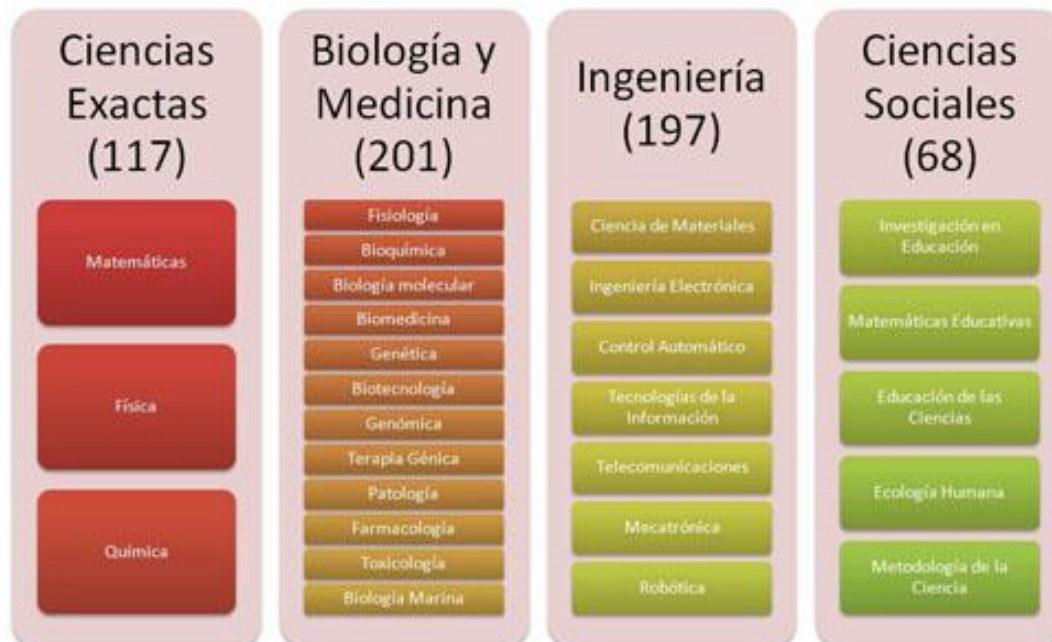 Ciencias
Exactas
(117)
Matemáticas
Física
Química
Biología y
Medicina
(201)
Fisiología
Bioquímica
Biología molecular
Biomedicina
Genética
Biotecnología
Genómica
Terapia Génica
Patología
Farmacología
Toxicología
Biología Marina
Ingeniería
(197)
Ciencia de Materiales
Ingeniería Electrónica
Control Automático
Tecnologías de la
Información
Telecomunicaciones
Mecatrónica
Robótica
Ciencias
Sociales
(68)
Investigación en
Educación
Matemáticas Educativas
Educación de las
Ciencias
Ecología Humana
Metodología de la
Ciencia